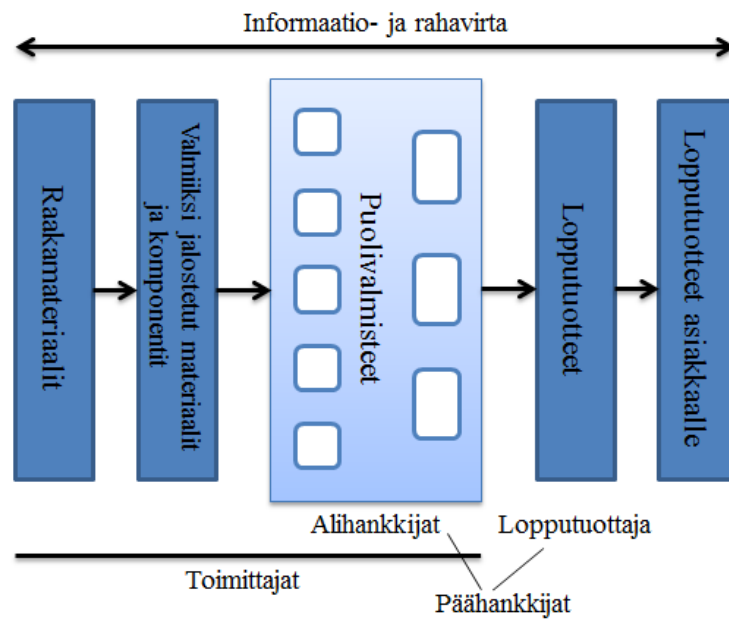 Informaatio- ja rahavirta
Raakamateriaalit
Valmiiksi jalostetut materiaalit
ja komponentit
Puolivalmisteet
Lopputuotteet
Lopputuotteet asiakkaalle
Alihankkijat
Lopputuottaja
Toimittajat
Päähankkijat